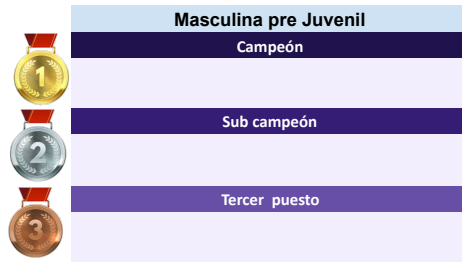 Masculina pre Juvenil
Campeón
1
Sub campeón
2
Tercer puesto
3